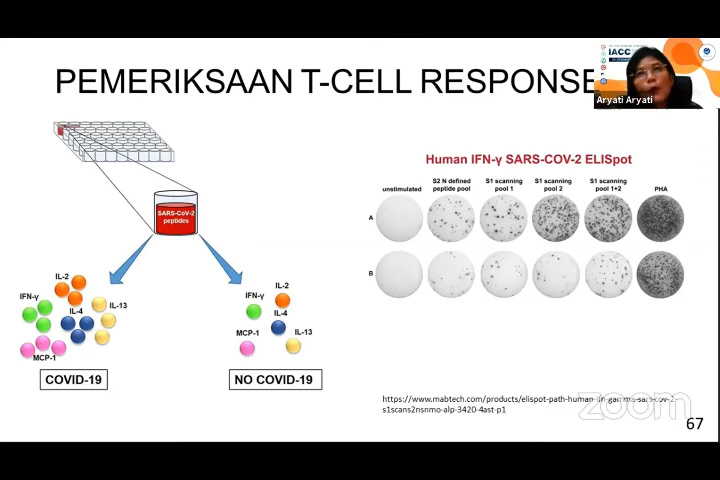 PEMERIKSAAN T-CELL RESPONSE
IACC
Aryati Aryati
SARS-CoV-2
peptides
IL-2
IFN-γ
IL-13
IL-4
MCP-1
COVID-19
IL-2
IFN-γ
IL-4
MCP-1
IL-13
NO COVID-19
Human IFN-γ SARS-COV-2 ELISpot
unstimulated
S2 N defined
peptide pool
S1 scanning
pool 1
S1 scanning
pool 2
S1 scanning
pool 1+2
PHA
A
B
https://www.mabtech.com/products/elispot-path-human-ifn-gamma-sars-cov-2-
s1scans2nsnmo-alp-3420-4ast-p1
zoom
67